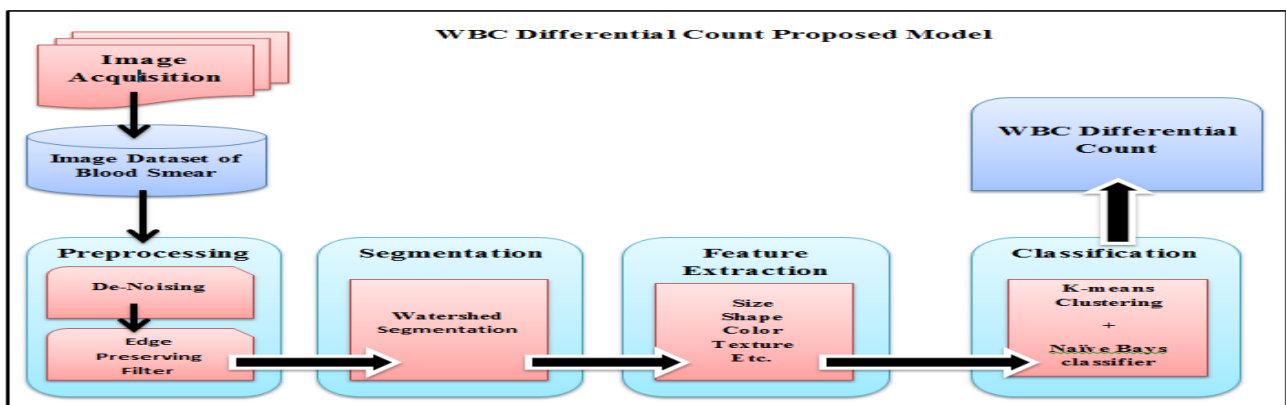 WBC Differential Count Proposed Model
Image
Acquisition
Image Dataset of
Blood Smear
Preprocessing
De-Noising
Edge
Preserving
Filter
Segmentation
Watershed
Segmentation
Feature
Extraction
Size
Shape
Color
Texture
Etc.
Classification
K-means
Clustering
+
Naïve Bays
classifier
WBC Differential
Count